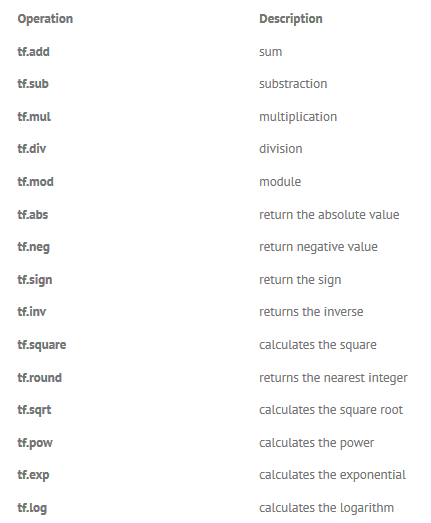 Operation Description
tf.add sum
tf.sub substraction
tf.mul multiplication
tf.div division
tf.mod module
tf.abs return the absolute value
tf.neg return negative value
tf.sign return the sign
tf.inv returns the inverse
tf.square calculates the square
tf.round returns the nearest integer
tf.sqrt calculates the square root
tf.pow calculates the power
tf.exp calculates the exponential
tf.log calculates the logarithm